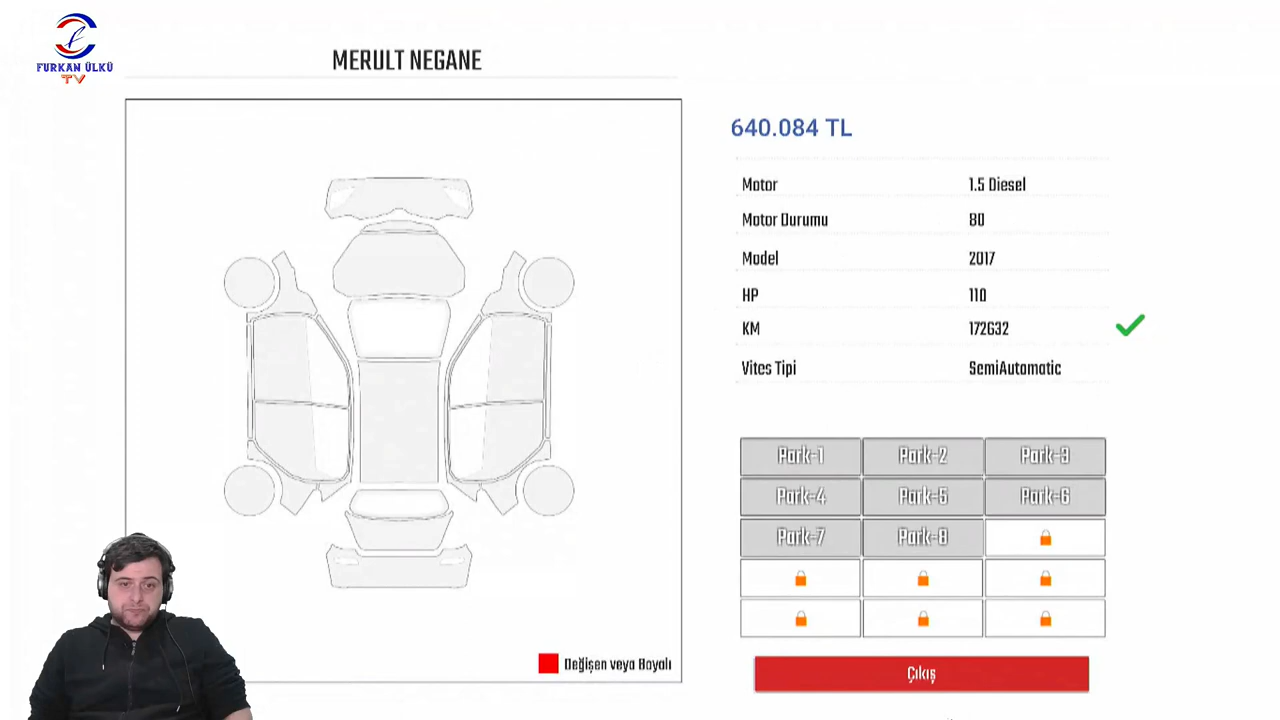 FURKAN ÜLKÜ
TV
MERULT NEGANE
640.084 TL
Motor 1.5 Diesel
Motor Durumu 80
Model 2017
HP 110
KM 172632
Vites Tipi SemiAutomatic
Park-1 Park-2 Park-3
Park-4 Park-5 Park-6
Park-7 Park-8
Çıkış
Değişen veya Boyalı